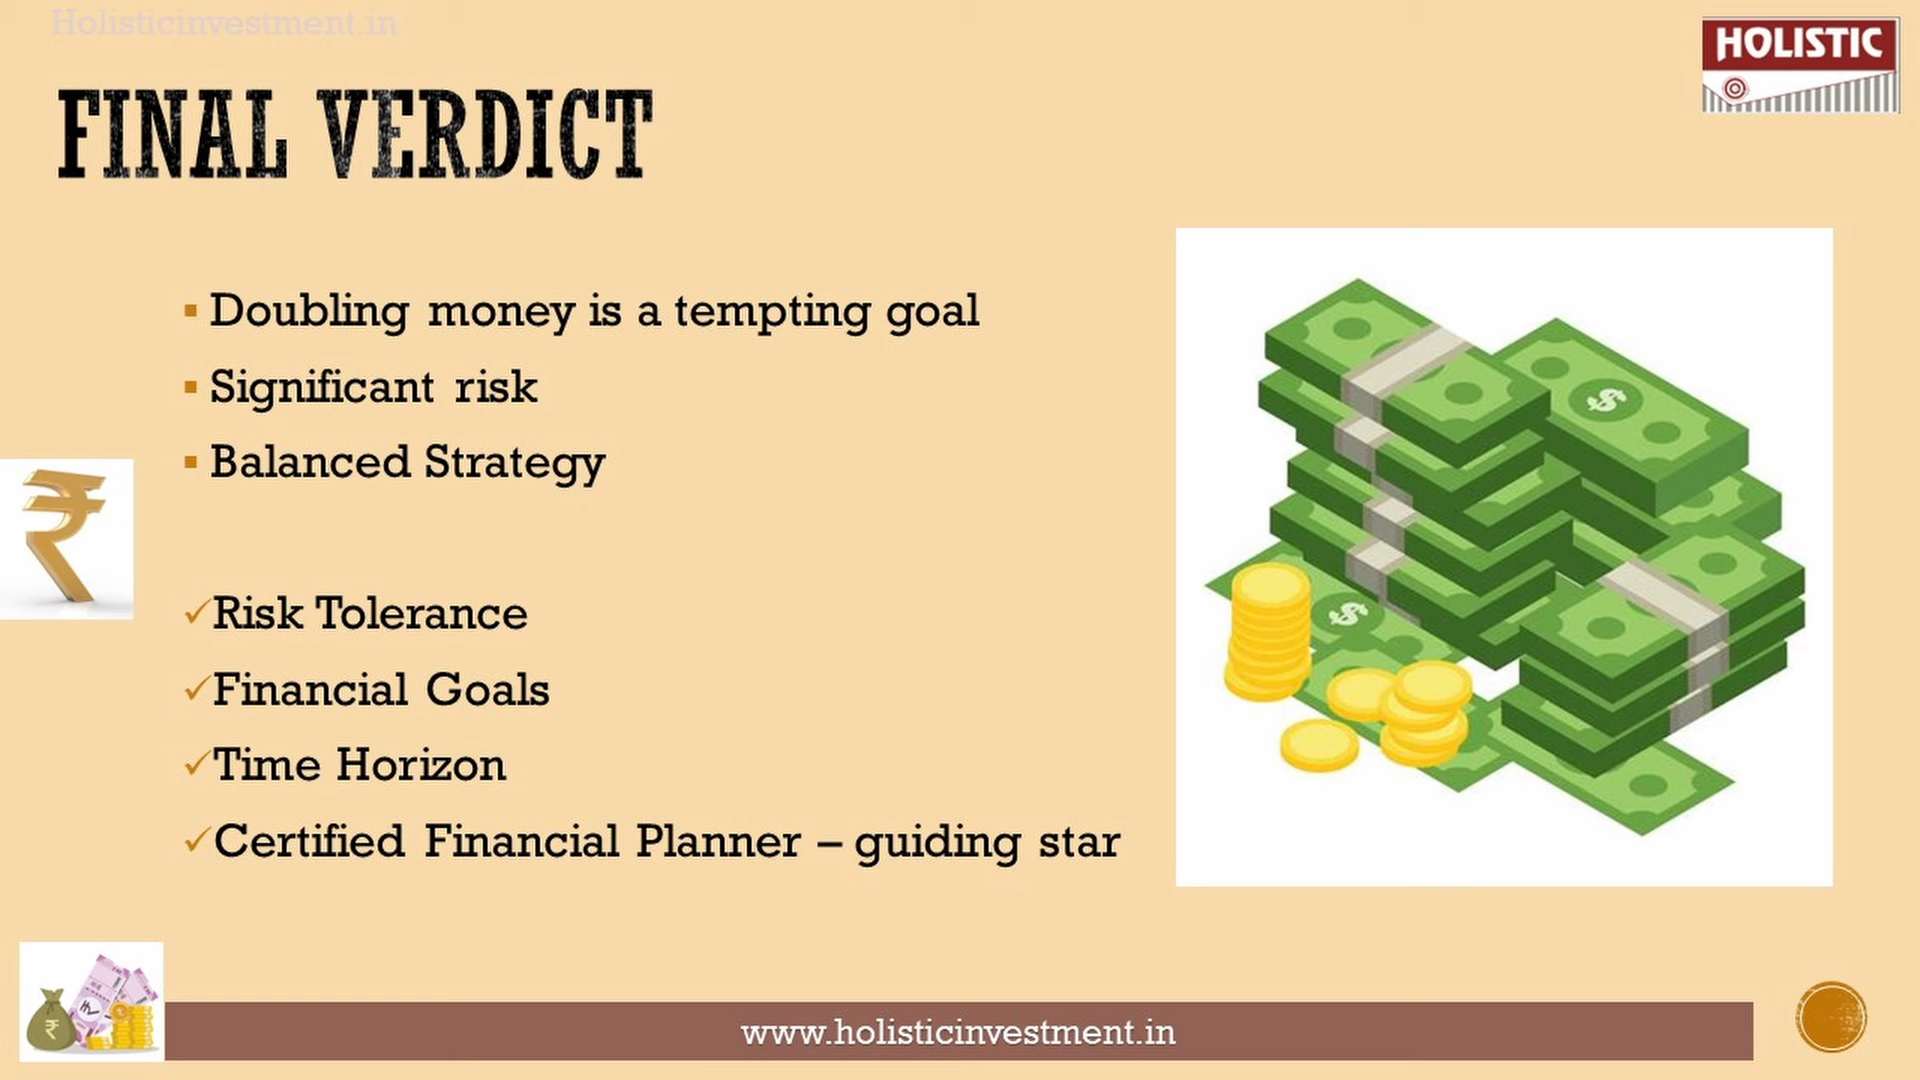 Holisticinvestment.in
HOLISTIC
FINAL VERDICT
▪ Doubling money is a tempting goal
▪ Significant risk
▪ Balanced Strategy
✓Risk Tolerance
✓Financial Goals
✓Time Horizon
✓Certified Financial Planner – guiding star
₹
$
$
₹
www.holisticinvestment.in